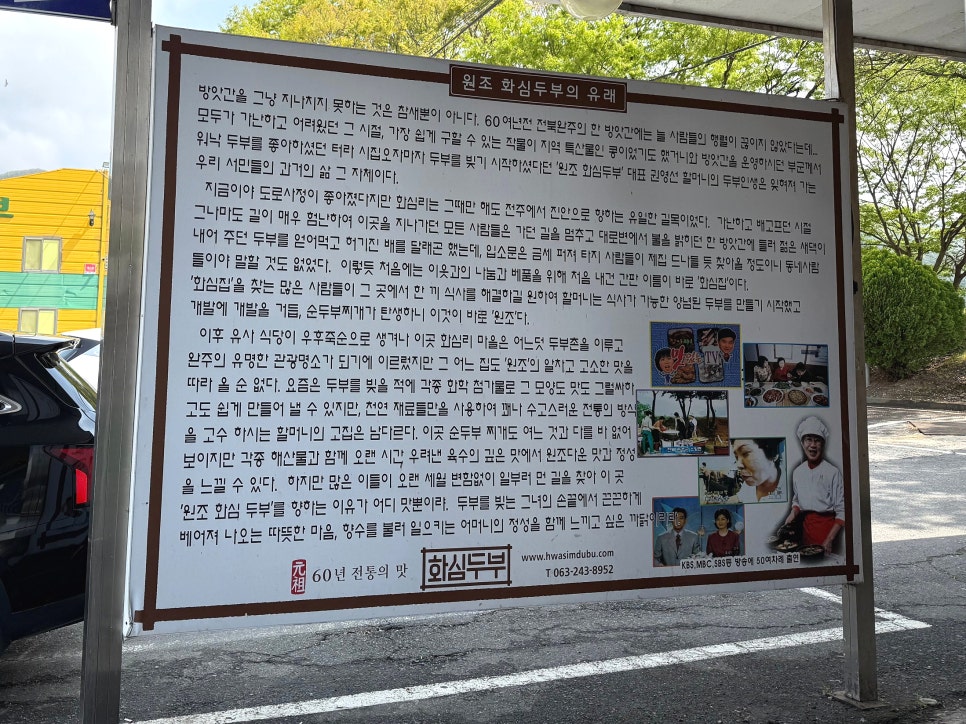 원조 화심두부의 유래
방앗간을 그냥 지나치지 못하는 것은 참새뿐이 아니다. 60여년전 전북완주의 한 방앗간에는 늘 사람들의 행렬이 끊이지 않았다는데...
모두가 가난하고 어려웠던 그 시절, 가장 쉽게 구할 수 있는 작물이 지역 특산물인 콩이었기도 했거니와 방앗간을 운영하시던 부군께서
워낙 두부를 좋아하셨던 터라 시집오자마자 두부를 빚기 시작하셨다던 '원조 화심두부' 대표 권영선 할머니의 두부인생은 잊혀져 가는
우리 서민들의 과거의 삶 그 자체이다.
지금이야 도로사정이 좋아졌다지만 화심리는 그때만 해도 전주에서 진안으로 향하는 유일한 길목이었다. 가난하고 배고프던 시절
그나마도 길이 매우 험난하여 이곳을 지나가던 모든 사람들은 가던 길을 멈추고 대로변에서 불을 밝히던 한 방앗간에 들러 젊은 새댁이
내어 주던 두부를 얻어먹고 허기진 배를 달래곤 했는데, 입소문은 금세 퍼져 타지 사람들이 제집 드나들 듯 찾아올 정도이니 동네사람
들이야 말할 것도 없었다. 이렇듯 처음에는 이웃과의 나눔과 베품을 위해 처음 내건 간판 이름이 바로 '화심집'이다.
'화심집'을 찾는 많은 사람들이 그 곳에서 한 끼 식사를 해결하길 원하여 할머니는 식사가 가능한 양념된 두부를 만들기 시작했고
개발에 개발을 거듭, 순두부찌개가 탄생하니 이것이 바로 '원조'다.
이후 유사 식당이 우후죽순으로 생겨나 이곳 화심리 마을은 어느덧 두부촌을 이루고
완주의 유명한 관광명소가 되기에 이르렀지만 그 어느 집도 '원조'의 알차고 고소한 맛을
따라 올 순 없다. 요즘은 두부를 빚을 적에 각종 화학 첨가물로 그 모양도 맛도 그럴싸하
고도 쉽게 만들어 낼 수 있지만, 천연 재료들만을 사용하여 꽤나 수고스러운 전통의 방식
을 고수 하시는 할머니의 고집은 남다르다. 이곳 순두부 찌개도 여느 것과 다를 바 없어
보이지만 각종 해산물과 함께 오랜 시간, 우려낸 육수의 깊은 맛에서 원조다운 맛과 정성
을 느낄 수 있다. 하지만 많은 이들이 오랜 세월 변함없이 일부러 먼 길을 찾아 이 곳
'원조 화심 두부'를 향하는 이유가 어디 맛뿐이랴. 두부를 빚는 그녀의 손끝에서 끈끈하게
베어져 나오는 따뜻한 마음, 향수를 불러 일으키는 어머니의 정성을 함께 느끼고 싶은 까닭이리라
KBS,MBC,SBS등 방송에 50여차례 출연
元祖
60년 전통의 맛
화심두부
www.hwasimdubu.com
T 063-243-8952